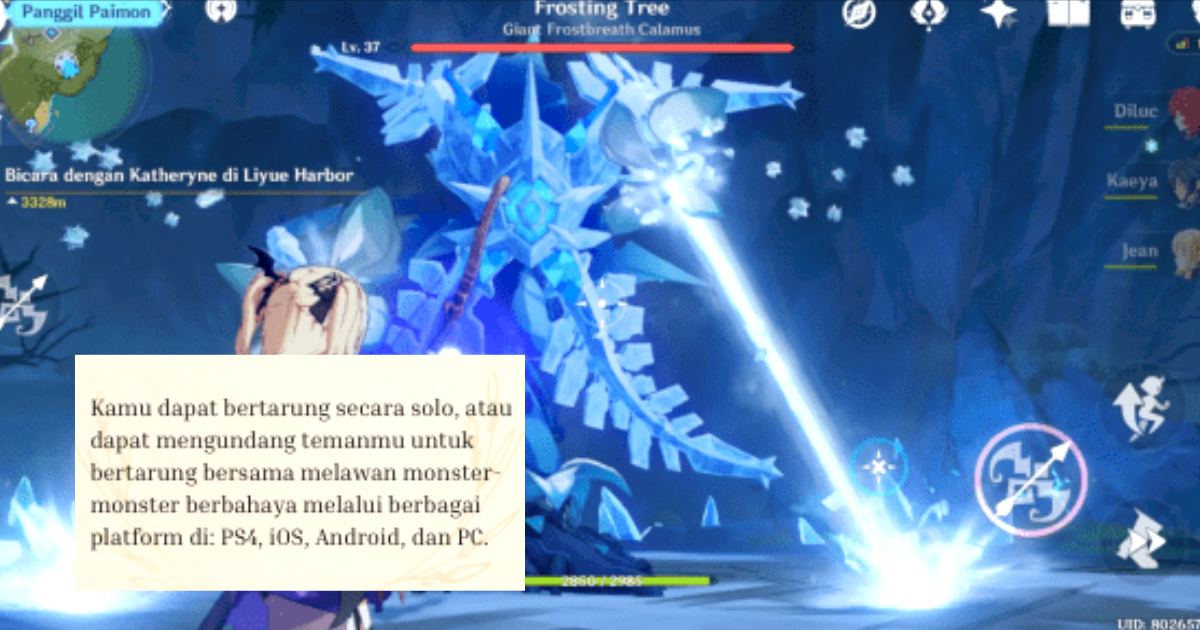 Panggil Paimon
Frosting Tree
Giant Frostbreath Calamus
Lv. 37
Bicara dengan Katheryne di Liyue Harbor
3328m
Diluc
Kaeya
Jean
Kamu dapat bertarung secara solo, atau
dapat mengundang temanmu untuk
bertarung bersama melawan monster-
monster berbahaya melalui berbagai
platform di: PS4, iOS, Android, dan PC.
2860 / 2985
UID: 802657